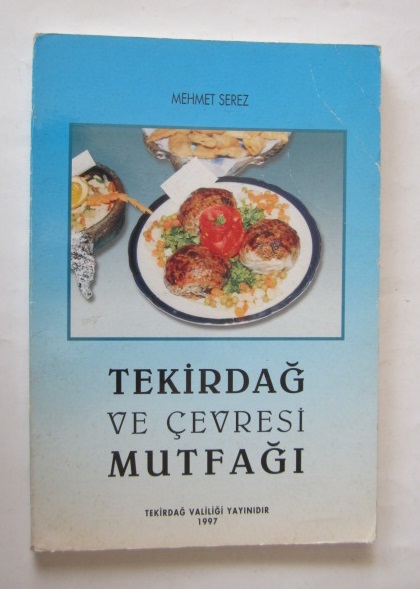 MEHMET SEREZ
TEKİRDAĞ
VE ÇEVRESİ
MUTFAĞI
TEKİRDAĞ VALİLİĞİ YAYINIDIR
1997